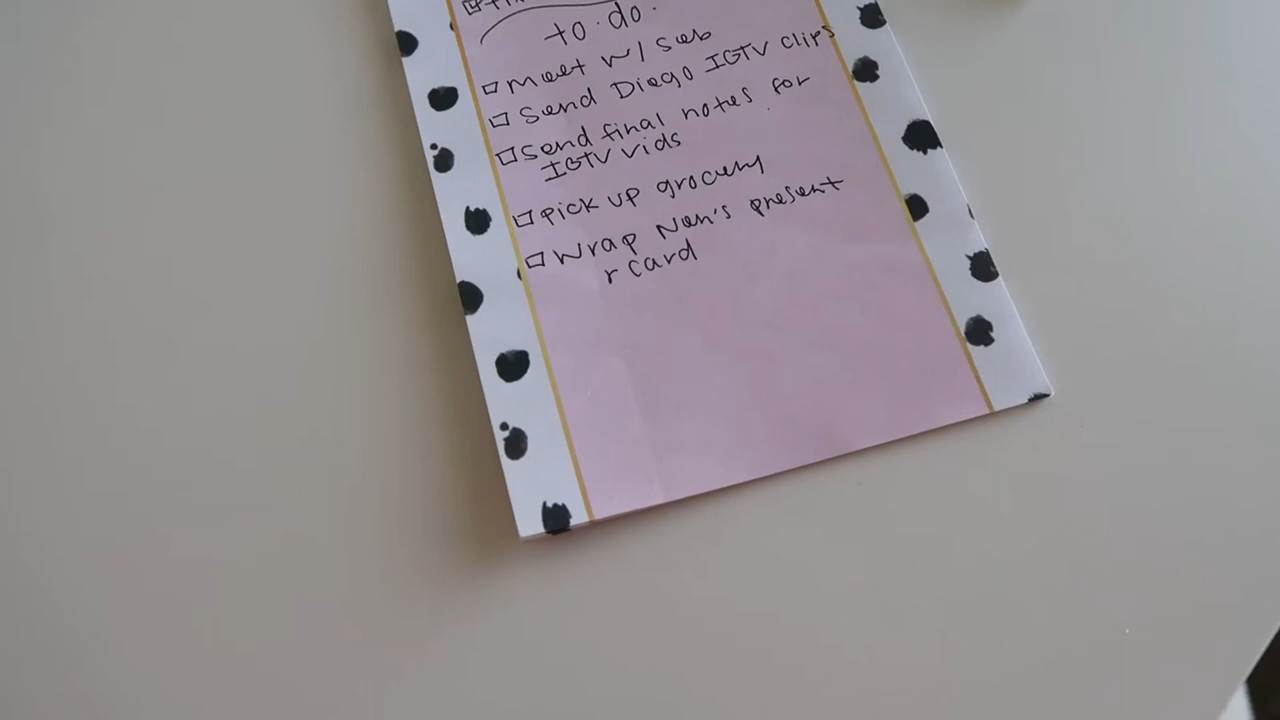 to·do·
Meet w/ Seb
Send Diego IGTV clips
Send final notes for
IGTV vids
Pick up grocery
Wrap Nan's present
r card